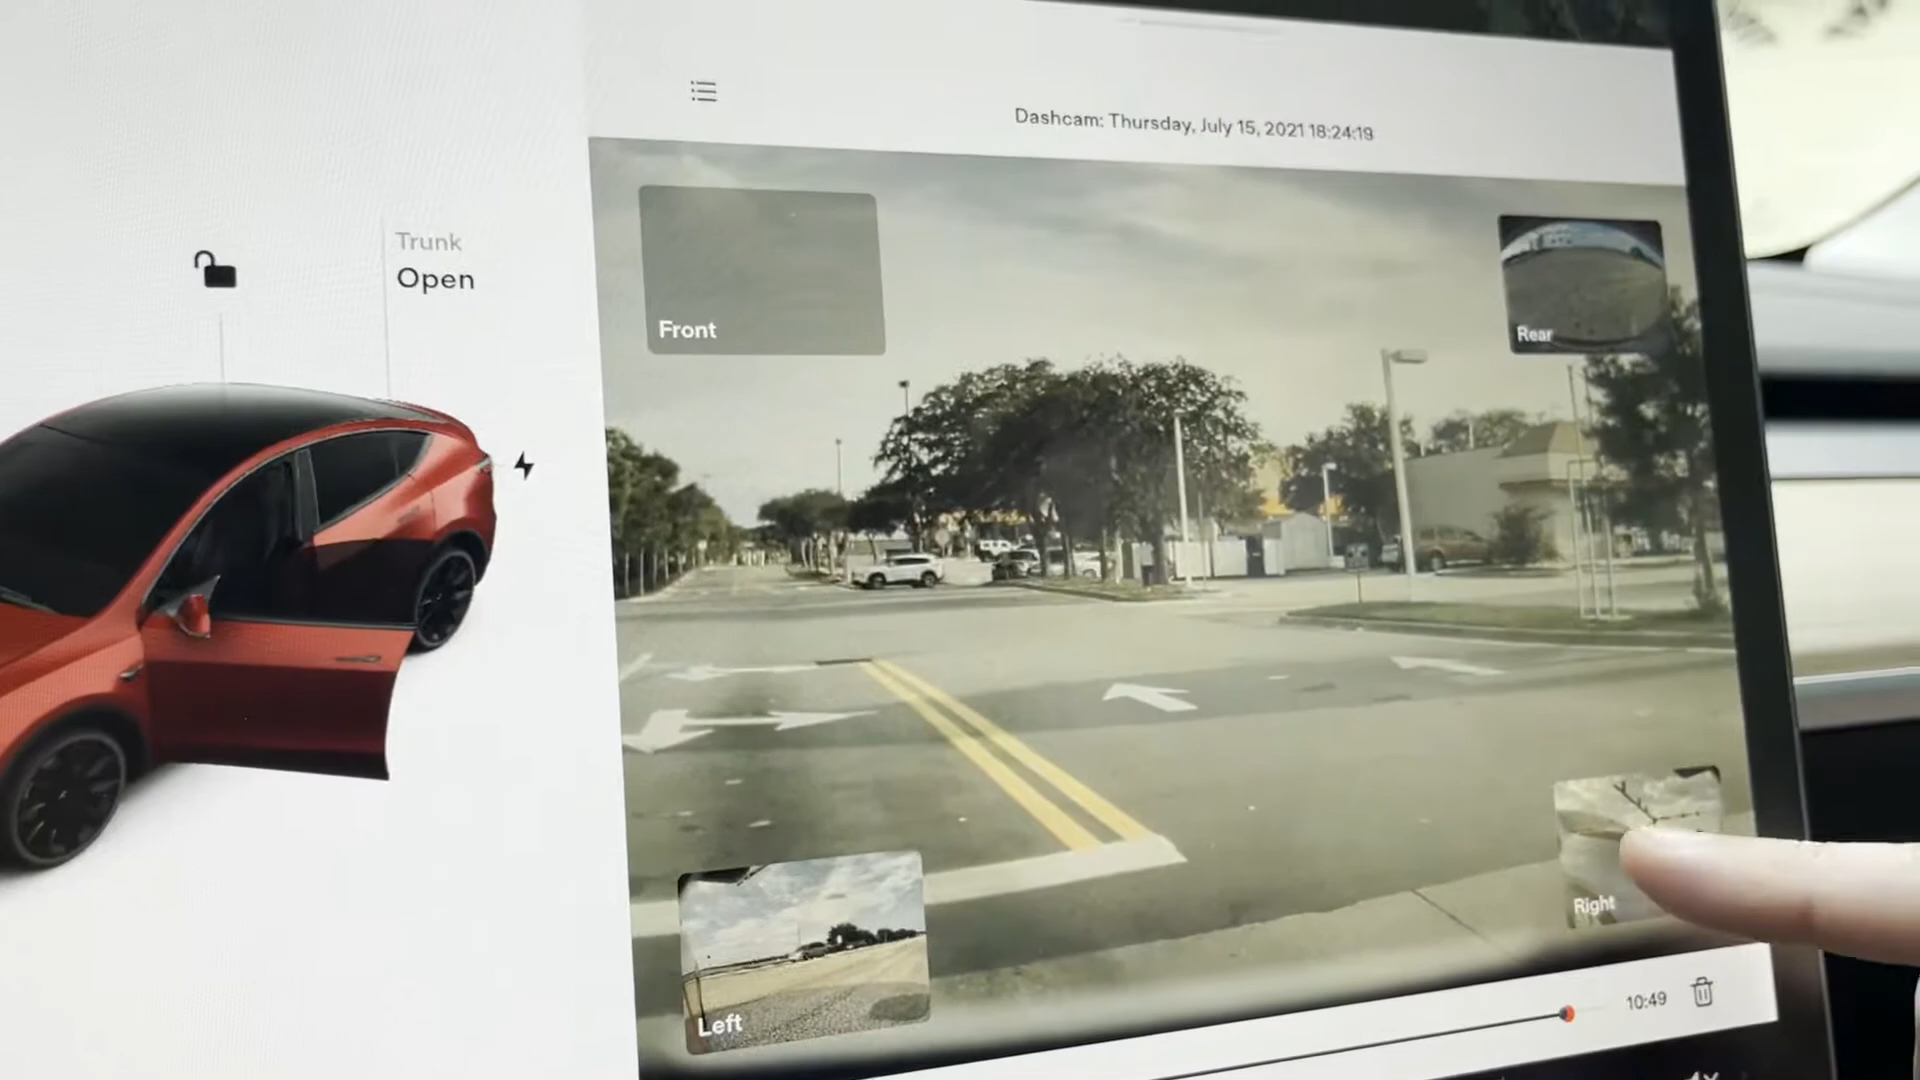 Dashcam: Thursday, July 15, 2021 18:24:19
Trunk
Open
Front
Rear
Left
Right
10:49